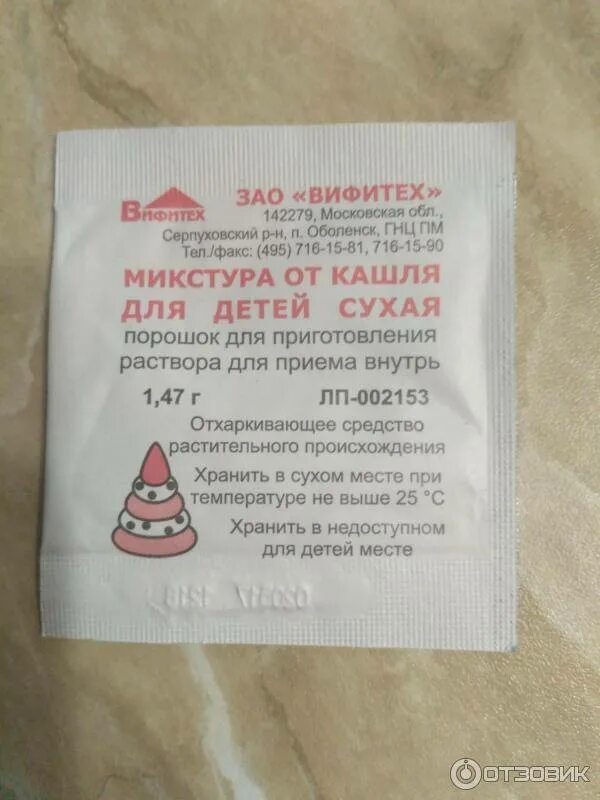 ВИФИТЕХ
ЗАО «ВИФИТЕХ»
142279, Московская обл.,
Серпуховский р-н, п. Оболенск, ГНЦ ПМ
Тел./факс: (495) 716-15-81, 716-15-90
МИКСТУРА ОТ КАШЛЯ
ДЛЯ ДЕТЕЙ СУХАЯ
порошок для приготовления
раствора для приема внутрь
1,47 г ЛП-002153
Отхаркивающее средство
растительного происхождения
Хранить в сухом месте при
температуре не выше 25 °С
Хранить в недоступном
для детей месте
ОТЗОВИК